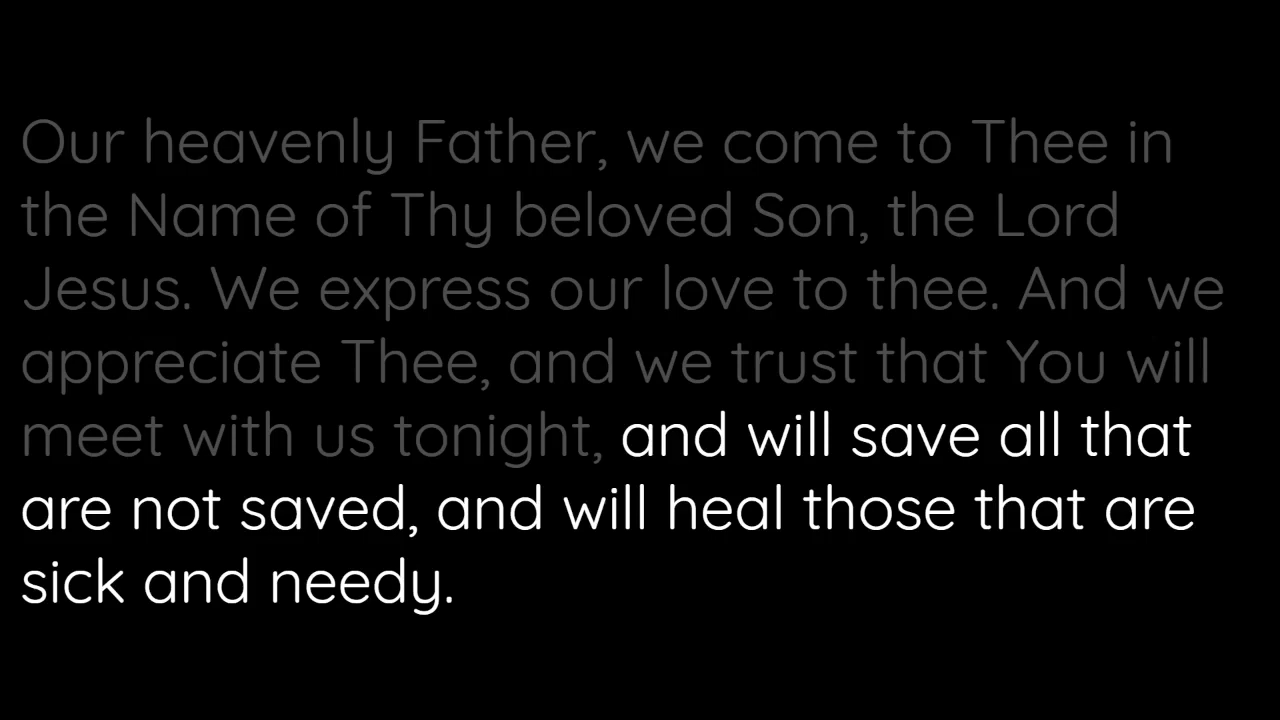 Our heavenly Father, we come to Thee in
the Name of Thy beloved Son, the Lord
Jesus. We express our love to thee. And we
appreciate Thee, and we trust that You will
meet with us tonight, and will save all that
are not saved, and will heal those that are
sick and needy.